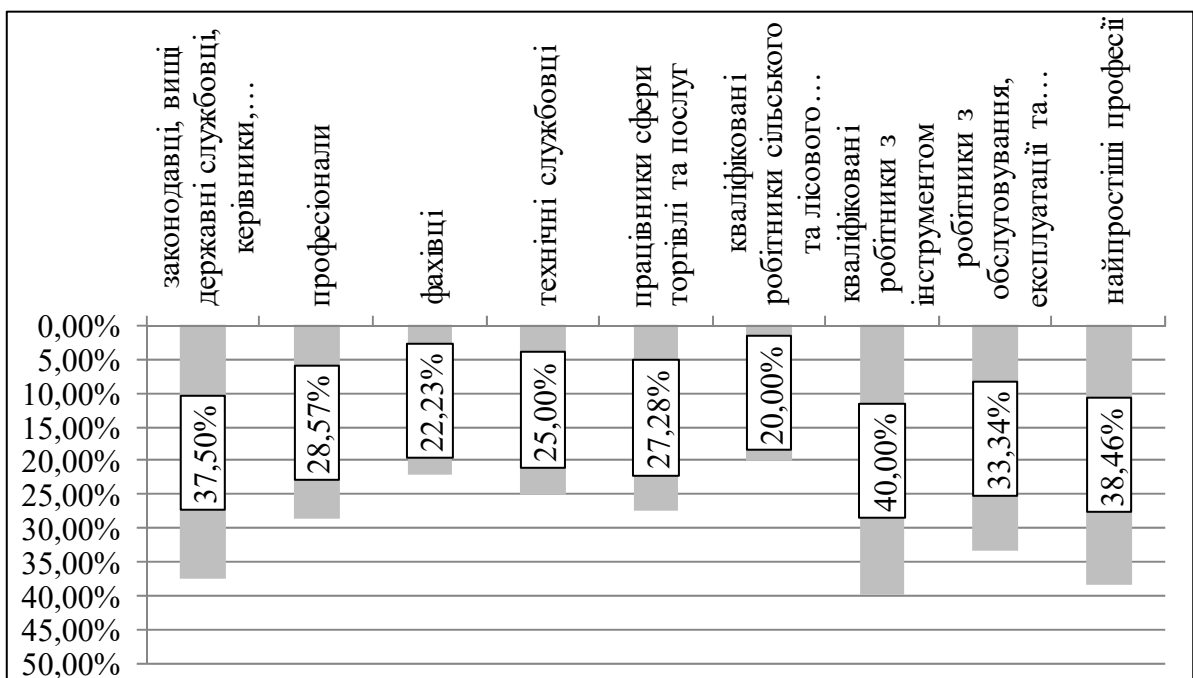 законодавці, вищі
державні службовці,
керівники,…
професіонали
фахівці
технічні службовці
працівники сфери
торгівлі та послуг
кваліфіковані
робітники сільського
та лісового…
кваліфіковані
робітники з
інструментом
робітники з
обслуговування,
експлуатації та…
найпростіші професії
0,00%
5,00%
10,00%
15,00%
20,00%
25,00%
30,00%
35,00%
40,00%
45,00%
50,00%
37,50%
28,57%
22,23%
25,00%
27,28%
20,00%
40,00%
33,34%
38,46%